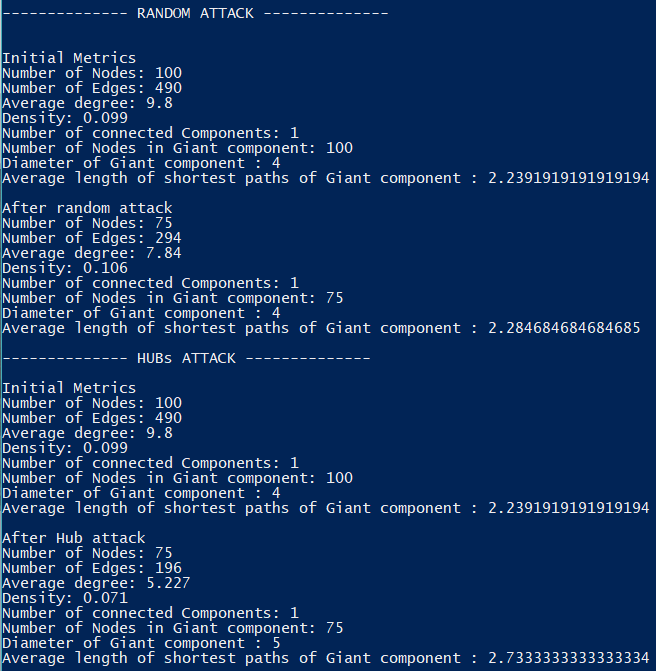 -------------- RANDOM ATTACK --------------
Initial Metrics
Number of Nodes: 100
Number of Edges: 490
Average degree: 9.8
Density: 0.099
Number of connected Components: 1
Number of Nodes in Giant component: 100
Diameter of Giant component : 4
Average length of shortest paths of Giant component : 2.2391919191919194
After random attack
Number of Nodes: 75
Number of Edges: 294
Average degree: 7.84
Density: 0.106
Number of connected Components: 1
Number of Nodes in Giant component: 75
Diameter of Giant component : 4
Average length of shortest paths of Giant component : 2.284684684684685
-------------- HUBs ATTACK --------------
Initial Metrics
Number of Nodes: 100
Number of Edges: 490
Average degree: 9.8
Density: 0.099
Number of connected Components: 1
Number of Nodes in Giant component: 100
Diameter of Giant component : 4
Average length of shortest paths of Giant component : 2.2391919191919194
After Hub attack
Number of Nodes: 75
Number of Edges: 196
Average degree: 5.227
Density: 0.071
Number of connected Components: 1
Number of Nodes in Giant component: 75
Diameter of Giant component : 5
Average length of shortest paths of Giant component : 2.7333333333333334